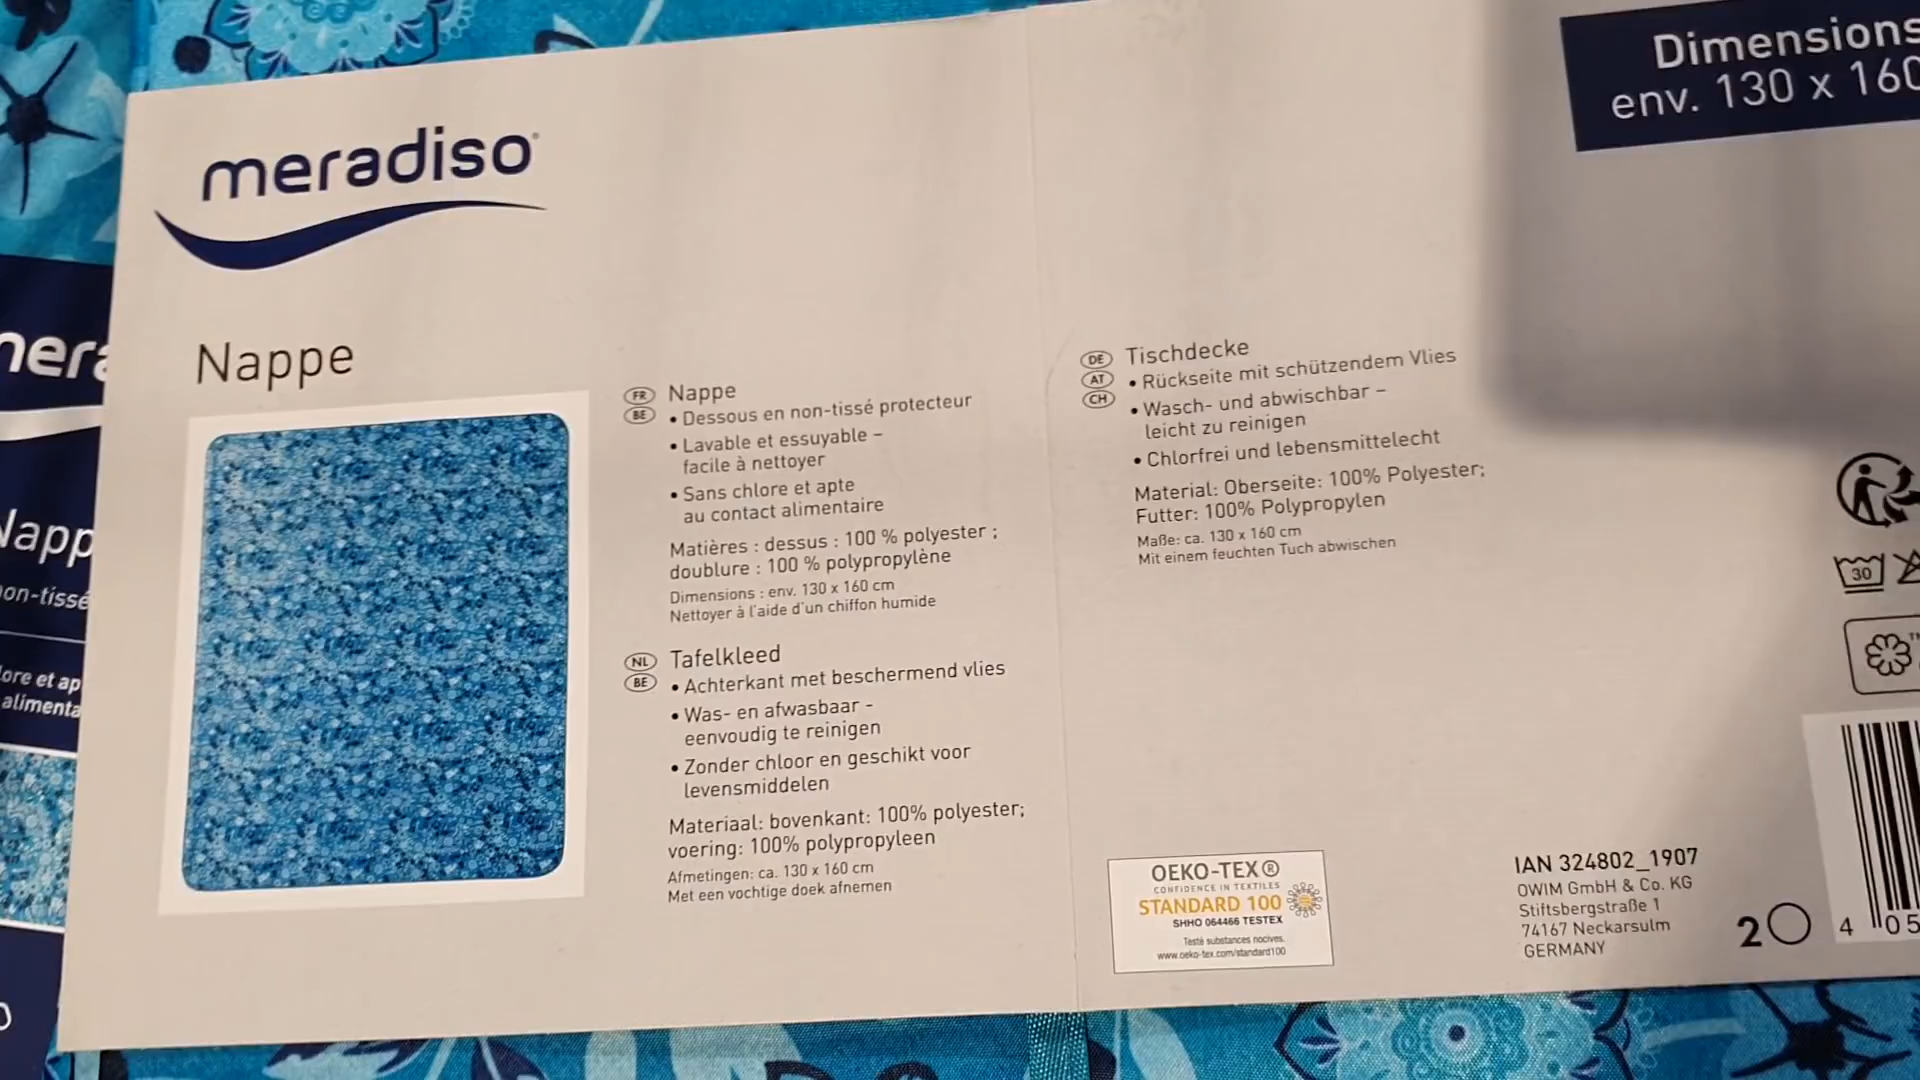 meradiso®
Nappe
FR
BE
Nappe
• Dessous en non-tissé protecteur
• Lavable et essuyable –
facile à nettoyer
• Sans chlore et apte
au contact alimentaire
Matières : dessus : 100 % polyester ;
doublure : 100 % polypropylène
Dimensions : env. 130 x 160 cm
Nettoyer à l'aide d'un chiffon humide
NL
BE
Tafelkleed
• Achterkant met beschermend vlies
• Was- en afwasbaar -
eenvoudig te reinigen
• Zonder chloor en geschikt voor
levensmiddelen
Materiaal: bovenkant: 100% polyester;
voering: 100% polypropyleen
Afmetingen: ca. 130 x 160 cm
Met een vochtige doek afnemen
DE
AT
CH
Tischdecke
• Rückseite mit schützendem Vlies
• Wasch- und abwischbar –
leicht zu reinigen
• Chlorfrei und lebensmittelecht
Material: Oberseite: 100% Polyester;
Futter: 100% Polypropylen
Maße: ca. 130 x 160 cm
Mit einem feuchten Tuch abwischen
OEKO-TEX®
CONFIDENCE IN TEXTILES
STANDARD 100
SHHO 064466 TESTEX
Testé substances nocives.
www.oeko-tex.com/standard100
IAN 324802_1907
OWIM GmbH & Co. KG
Stiftsbergstraße 1
74167 Neckarsulm
GERMANY
2
4 05
Dimensions
env. 130 x 160
30
TM
on-tissé
ore et ap
alimenta